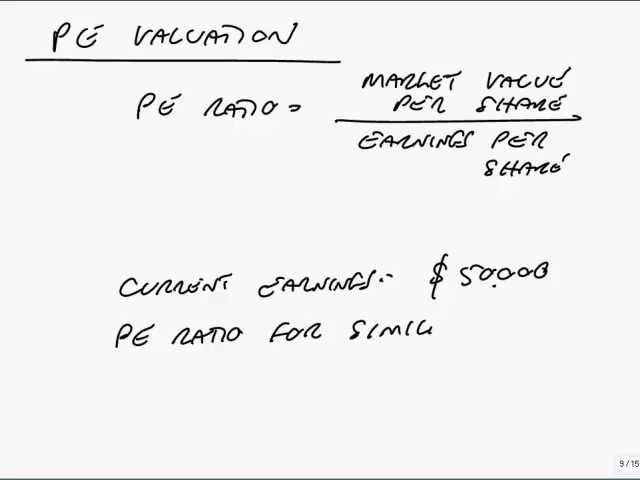 PE VALUATION
PE RATIO = MARKET VALUE
PER SHARE
EARNINGS PER
SHARE
CURRENT EARNINGS:- $ 50,000
PE RATIO FOR SIMIL
9 / 15